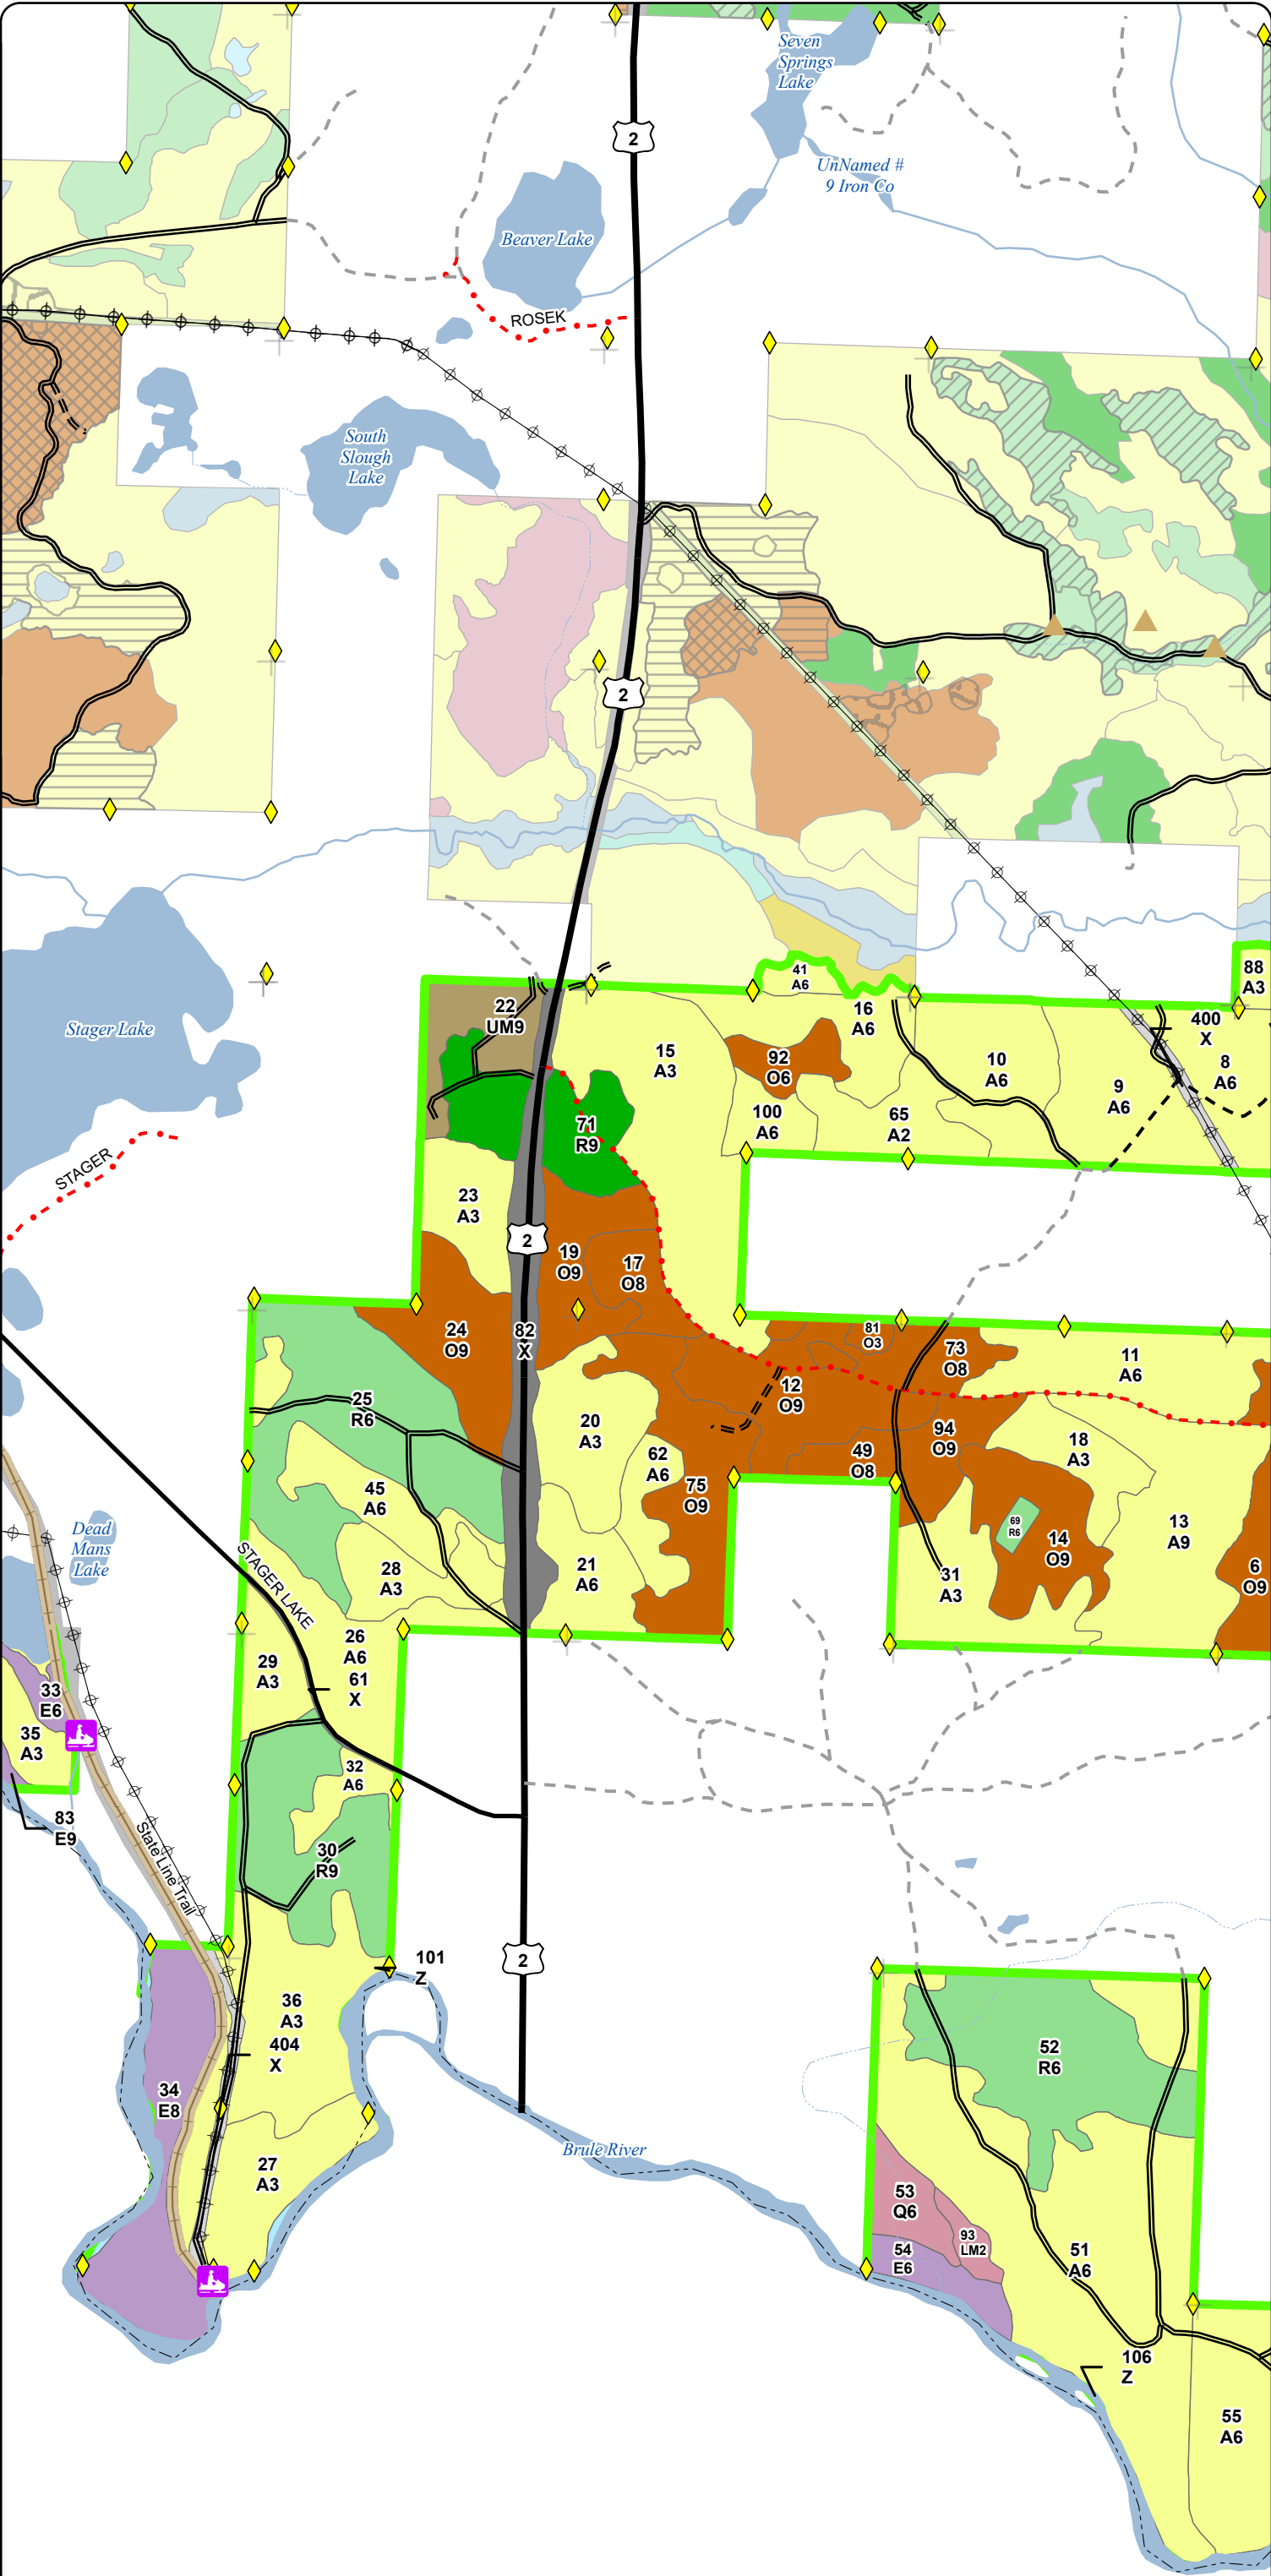 Seven
Springs
Lake
2
UnNamed #
9 Iron Co
Beaver Lake
ROSEK
South
Slough
Lake
2
88
A3
41
A6
22
UM9
16
A6
400
X
Stager Lake
15
A3
92
O6
10
A6
8
A6
9
A6
100
A6
65
A2
71
R9
STAGER
23
A3
2
19
O9
17
O8
24
O9
82
X
81
O3
73
O8
11
A6
12
O9
25
R6
20
A3
94
O9
18
A3
62
A6
49
O8
45
A6
75
O9
Dead
Mans
Lake
69
R6
13
A9
14
O9
STAGER LAKE
28
A3
21
A6
31
A3
6
O9
26
A6
29
A3
61
X
33
E6
35
A3
32
A6
83
E9
State Line Trail
30
R9
2
101
Z
36
A3
404
X
52
R6
34
E8
Brule River
27
A3
53
Q6
93
LM2
54
E6
51
A6
106
Z
55
A6